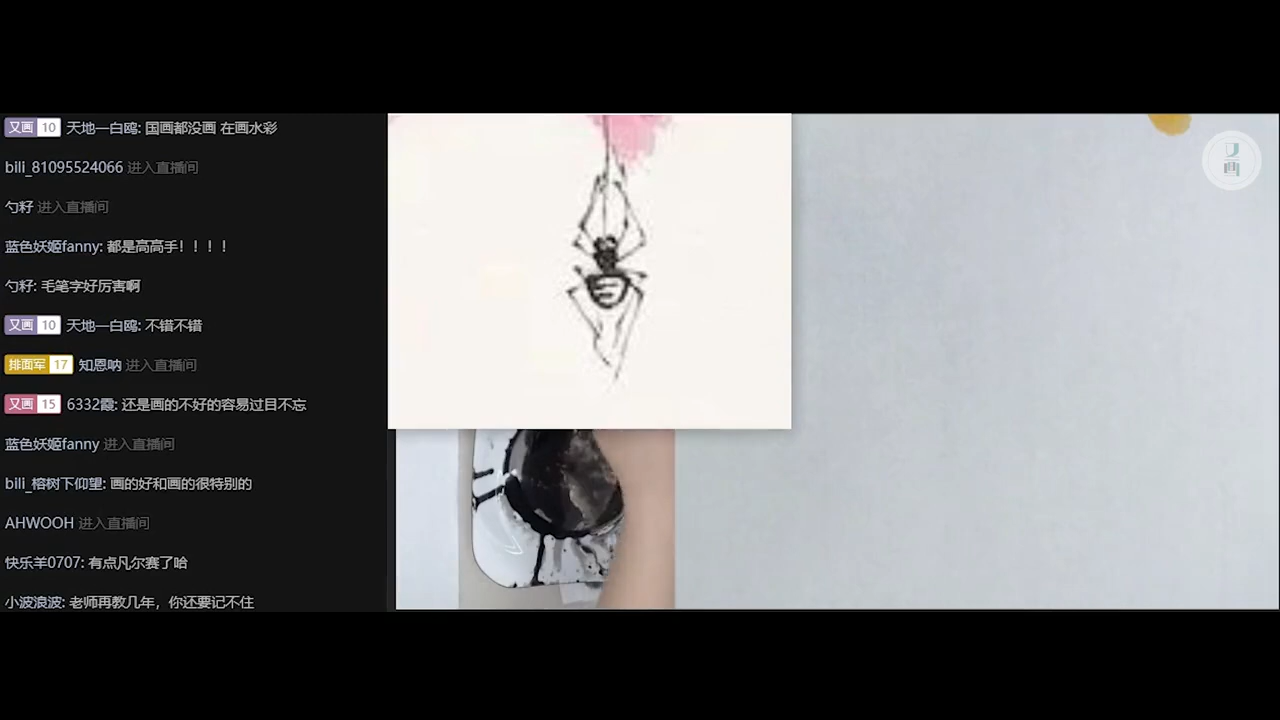 又画 10 天地一白鸥: 国画都没画 在画水彩
bili_81095524066 进入直播间
勺籽 进入直播间
蓝色妖姬fanny: 都是高高手！！！！
勺籽: 毛笔字好厉害啊
又画 10 天地一白鸥: 不错不错
排面军 17 知恩呐 进入直播间
又画 15 6332霞: 还是画的不好的容易过目不忘
蓝色妖姬fanny 进入直播间
bili_榕树下仰望: 画的好和画的很特别的
AHWOOH 进入直播间
快乐羊0707: 有点凡尔赛了哈
小波浪波: 老师再教几年，你还要记不住
又画